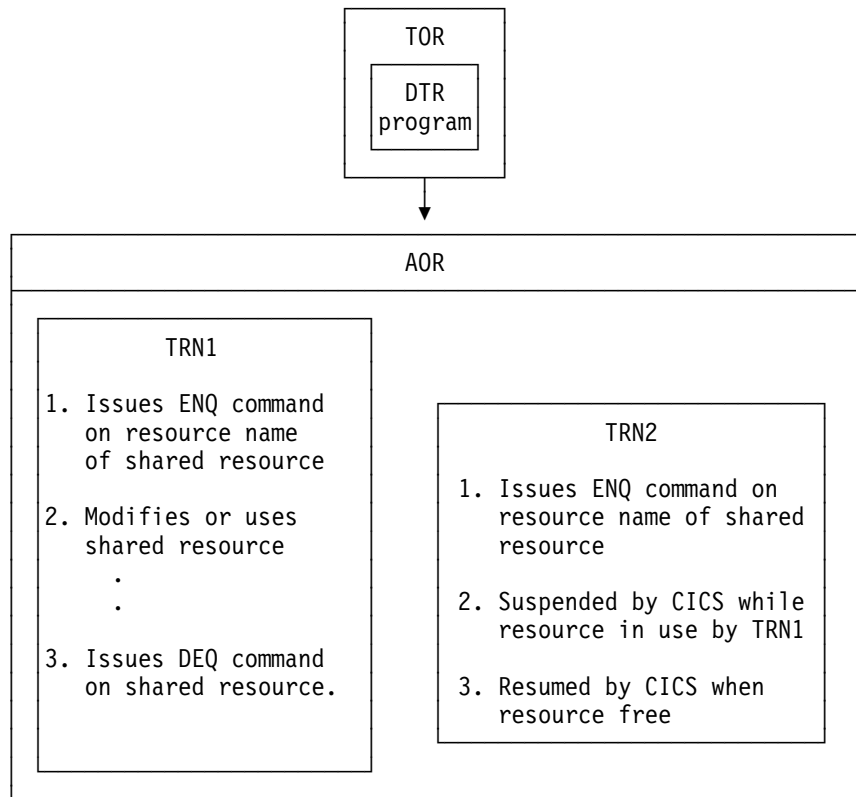 TOR
DTR
program
AOR
TRN1
1. Issues ENQ command
on resource name
of shared resource
2. Modifies or uses
shared resource
.
.
3. Issues DEQ command
on shared resource.
TRN2
1. Issues ENQ command on
resource name of shared
resource
2. Suspended by CICS while
resource in use by TRN1
3. Resumed by CICS when
resource free